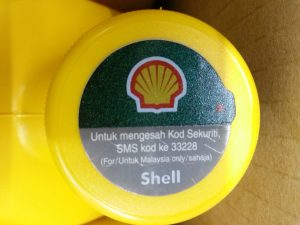 Untuk mengesah Kod Sekuriti,
SMS kod ke 33228
(For/Untuk Malaysia only/sahaja)
Shell